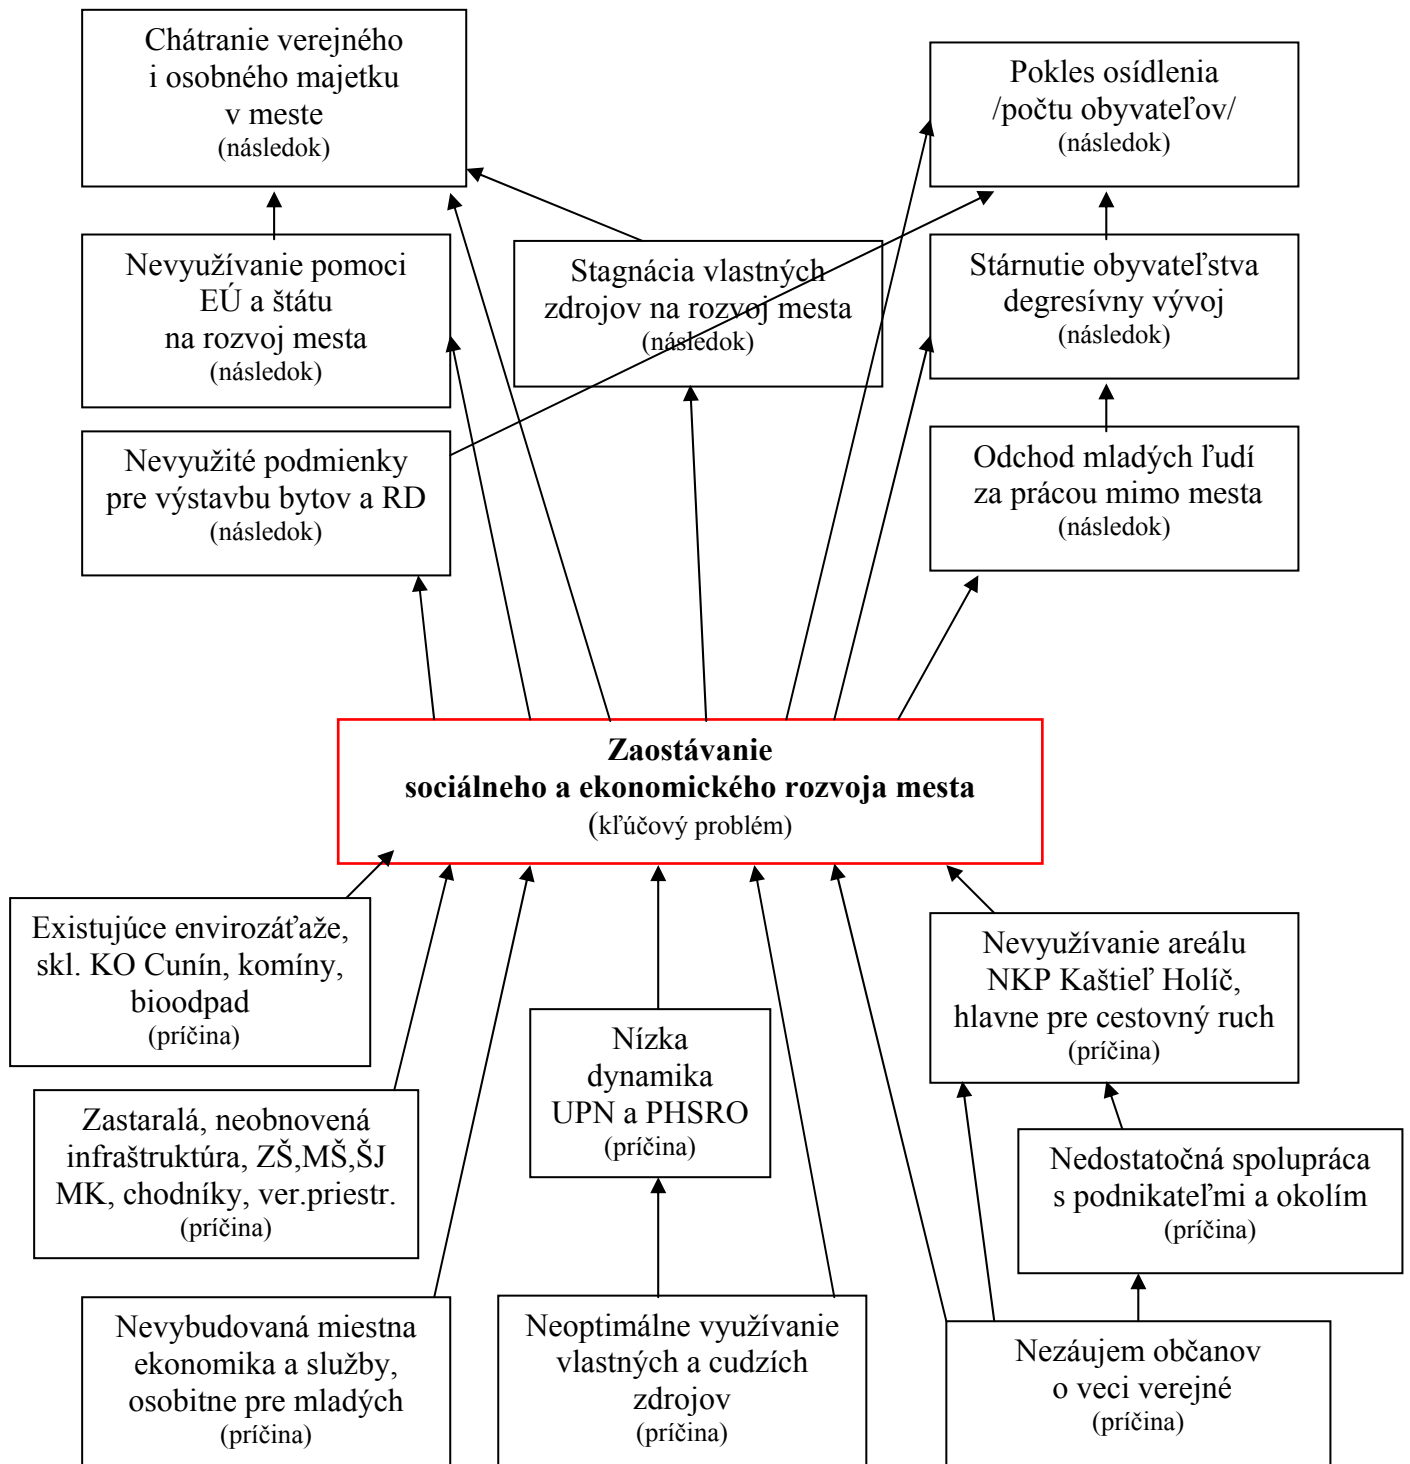 Chátranie verejného
i osobného majetku
v meste
(následok)
Pokles osídlenia
/počtu obyvateľov/
(následok)
Nevyužívanie pomoci
EÚ a štátu
na rozvoj mesta
(následok)
Stagnácia vlastných
zdrojov na rozvoj mesta
(následok)
Stárnutie obyvateľstva
degresívny vývoj
(následok)
Nevyužité podmienky
pre výstavbu bytov a RD
(následok)
Odchod mladých ľudí
za prácou mimo mesta
(následok)
Zaostávanie
sociálneho a ekonomického rozvoja mesta
(kľúčový problém)
Existujúce envirozáťaže,
skl. KO Cunín, komíny,
bioodpad
(príčina)
Nevyužívanie areálu
NKP Kaštieľ Holíč,
hlavne pre cestovný ruch
(príčina)
Nízka
dynamika
UPN a PHSRO
(príčina)
Zastaralá, neobnovená
infraštruktúra, ZŠ,MŠ,ŠJ
MK, chodníky, ver.priestr.
(príčina)
Nedostatočná spolupráca
s podnikateľmi a okolím
(príčina)
Nevybudovaná miestna
ekonomika a služby,
osobitne pre mladých
(príčina)
Neoptimálne využívanie
vlastných a cudzích
zdrojov
(príčina)
Nezáujem občanov
o veci verejné
(príčina)